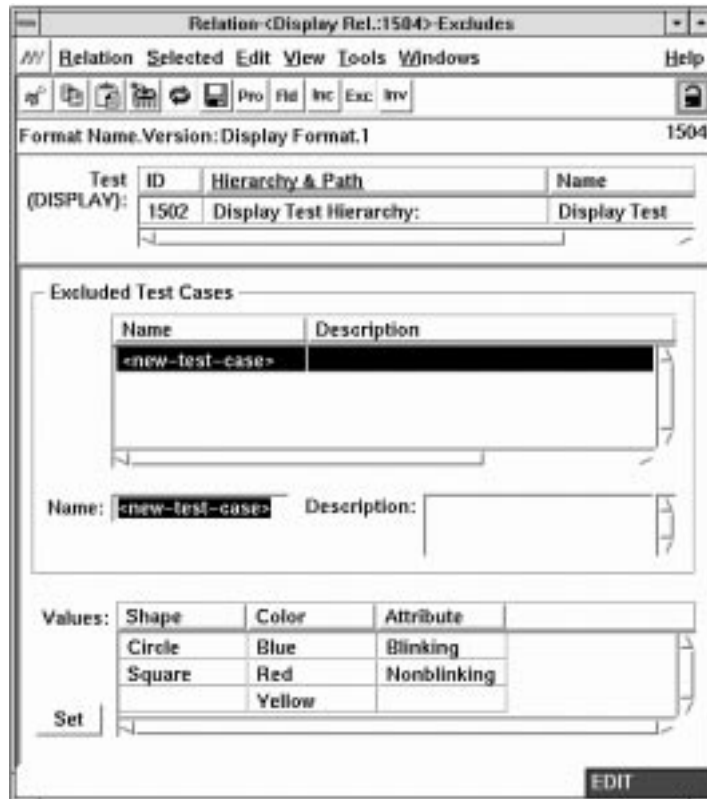 Relation-<Display Rel.:1504>-Excludes
Relation Selected Edit View Tools Windows Help
Pro Fld Inc Exc Inv
Format Name.Version: Display Format.1 1504
Test (DISPLAY):
ID Hierarchy & Path Name
1502 Display Test Hierarchy: Display Test
Excluded Test Cases
Name Description
<new-test-case>
Name: <new-test-case> Description:
Values: Shape Color Attribute
Circle Blue Blinking
Square Red Nonblinking
Yellow
Set
EDIT